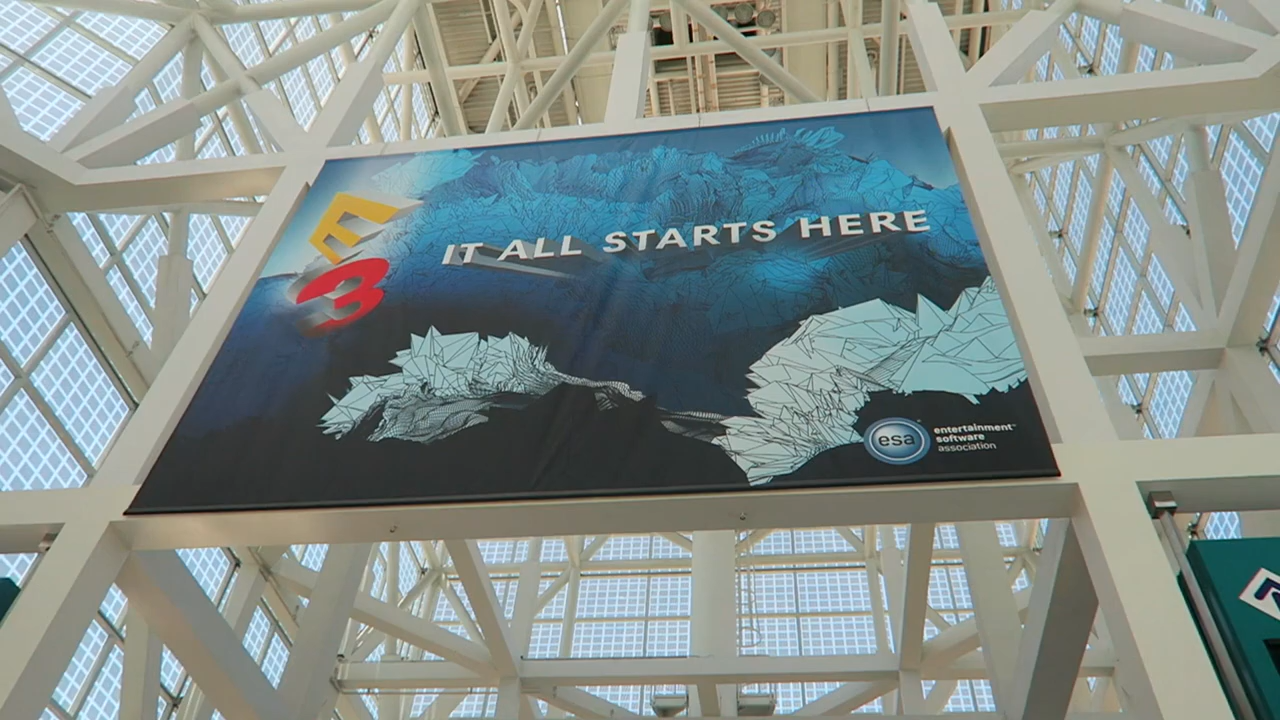 E3
IT ALL STARTS HERE
esa
entertainment
software
association